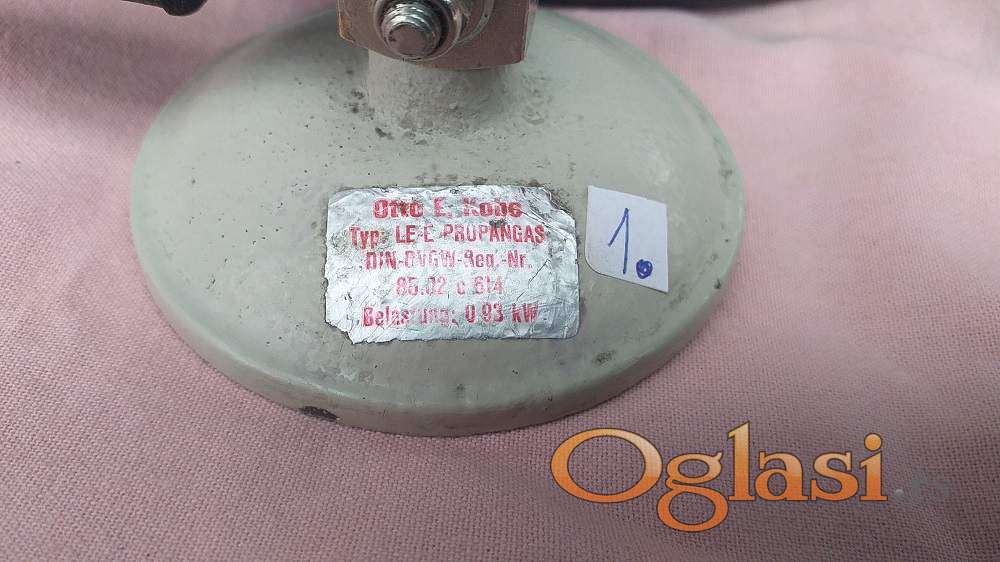 Otto E. Kobe
Typ: LE-E PROPANGAS
DIN-DVGW-Reg.-Nr.
85.02 c 614
Belastung: 0,93 kW
1.
Oglasi